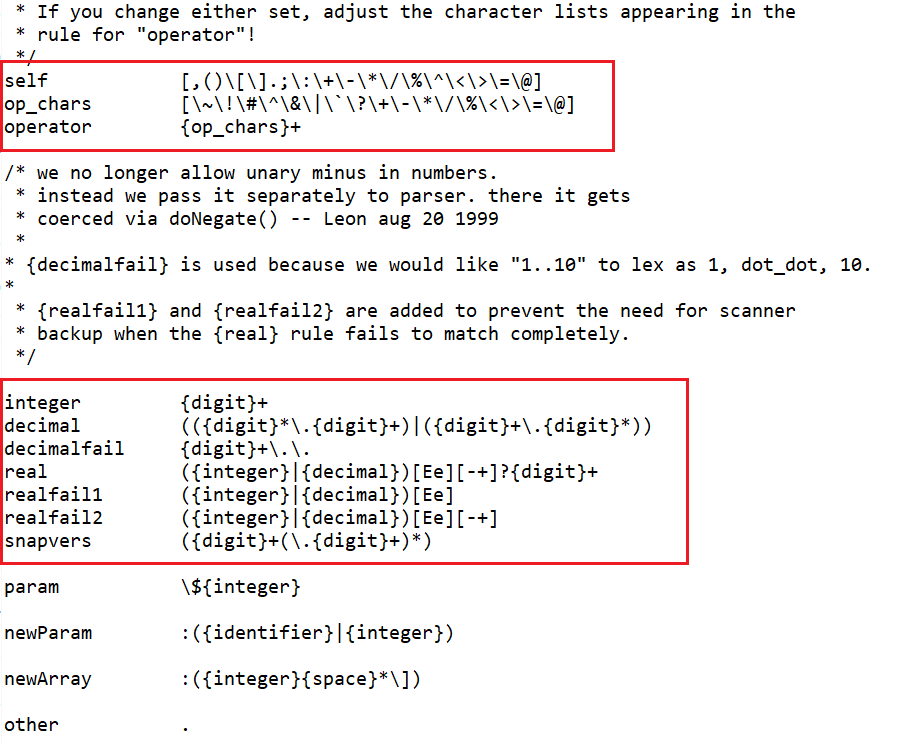 * If you change either set, adjust the character lists appearing in the
* rule for "operator"!
*/
self [,()\[\].;\:\+\-\*\/\%\^\<\>\=\@]
op_chars [\~\!\#\^\&\|\`\?\+\-\*\/\%\<\>\=\@]
operator {op_chars}+
/* we no longer allow unary minus in numbers.
* instead we pass it separately to parser. there it gets
* coerced via doNegate() -- Leon aug 20 1999
*
* {decimalfail} is used because we would like "1..10" to lex as 1, dot_dot, 10.
*
* {realfail1} and {realfail2} are added to prevent the need for scanner
* backup when the {real} rule fails to match completely.
*/
integer {digit}+
decimal (({digit}*\.{digit}+)|({digit}+\.{digit}*))
decimalfail {digit}+\.\.
real ({integer}|{decimal})[Ee][-+]?{digit}+
realfail1 ({integer}|{decimal})[Ee]
realfail2 ({integer}|{decimal})[Ee][-+]
snapvers ({digit}+(\.{digit}+)*)
param \${integer}
newParam :({identifier}|{integer})
newArray :({integer}{space}*\])
other .